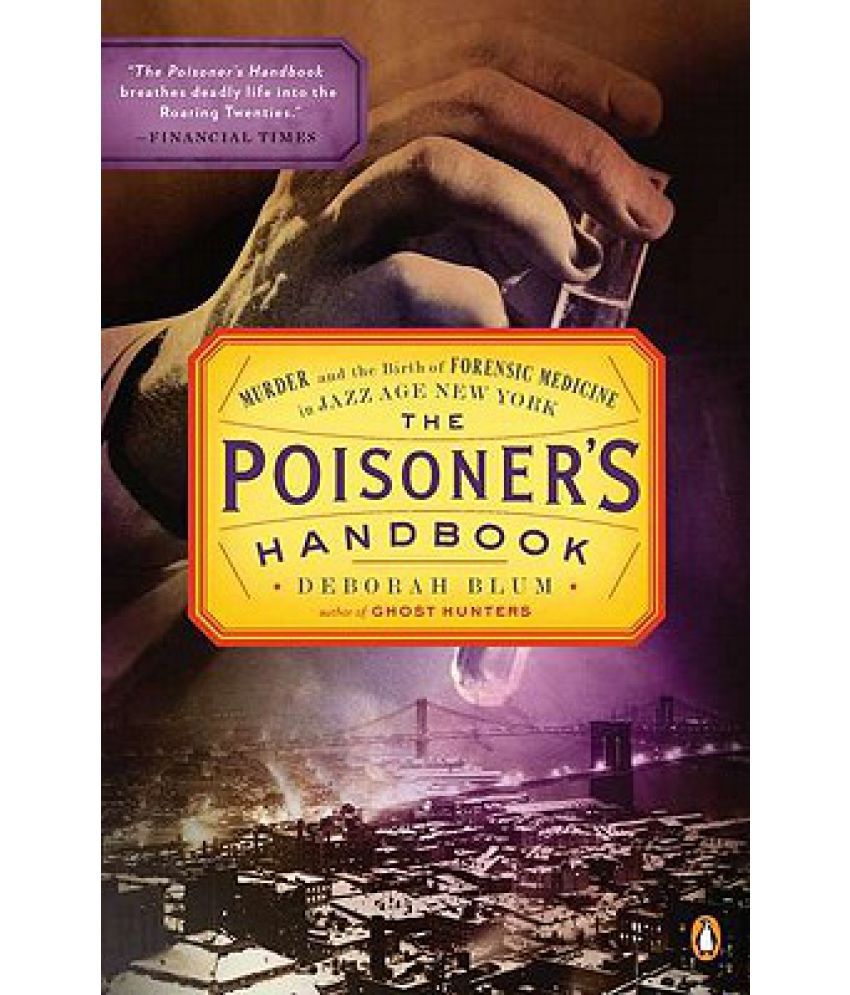 “The Poisoner’s Handbook
breathes deadly life into the
Roaring Twenties.”
—FINANCIAL TIMES
MURDER and the Birth of FORENSIC MEDICINE
in JAZZ AGE NEW YORK
THE
POISONER’S
HANDBOOK
• DEBORAH BLUM •
author of GHOST HUNTERS